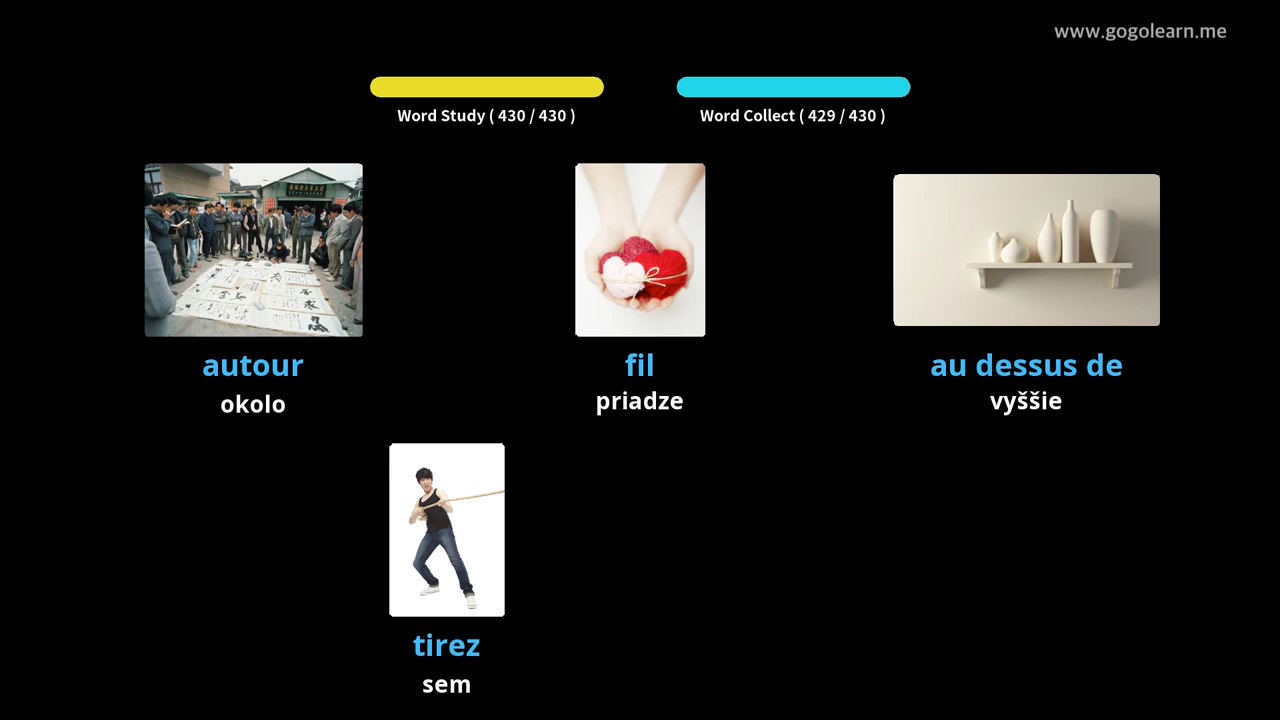 www.gogolearn.me
Word Study ( 430 / 430 )
Word Collect ( 429 / 430 )
autour
okolo
fil
priadze
au dessus de
vyššie
tirez
sem